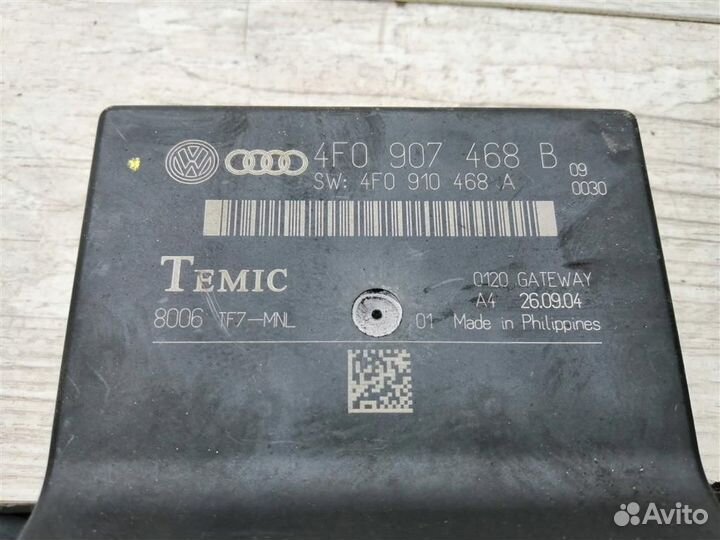 4F0 907 468 B
SW: 4F0 910 468 A
09
0030
TEMIC
0120 GATEWAY
A4 26.09.04
8006 TF7-MNL
01 Made in Philippines
Avito